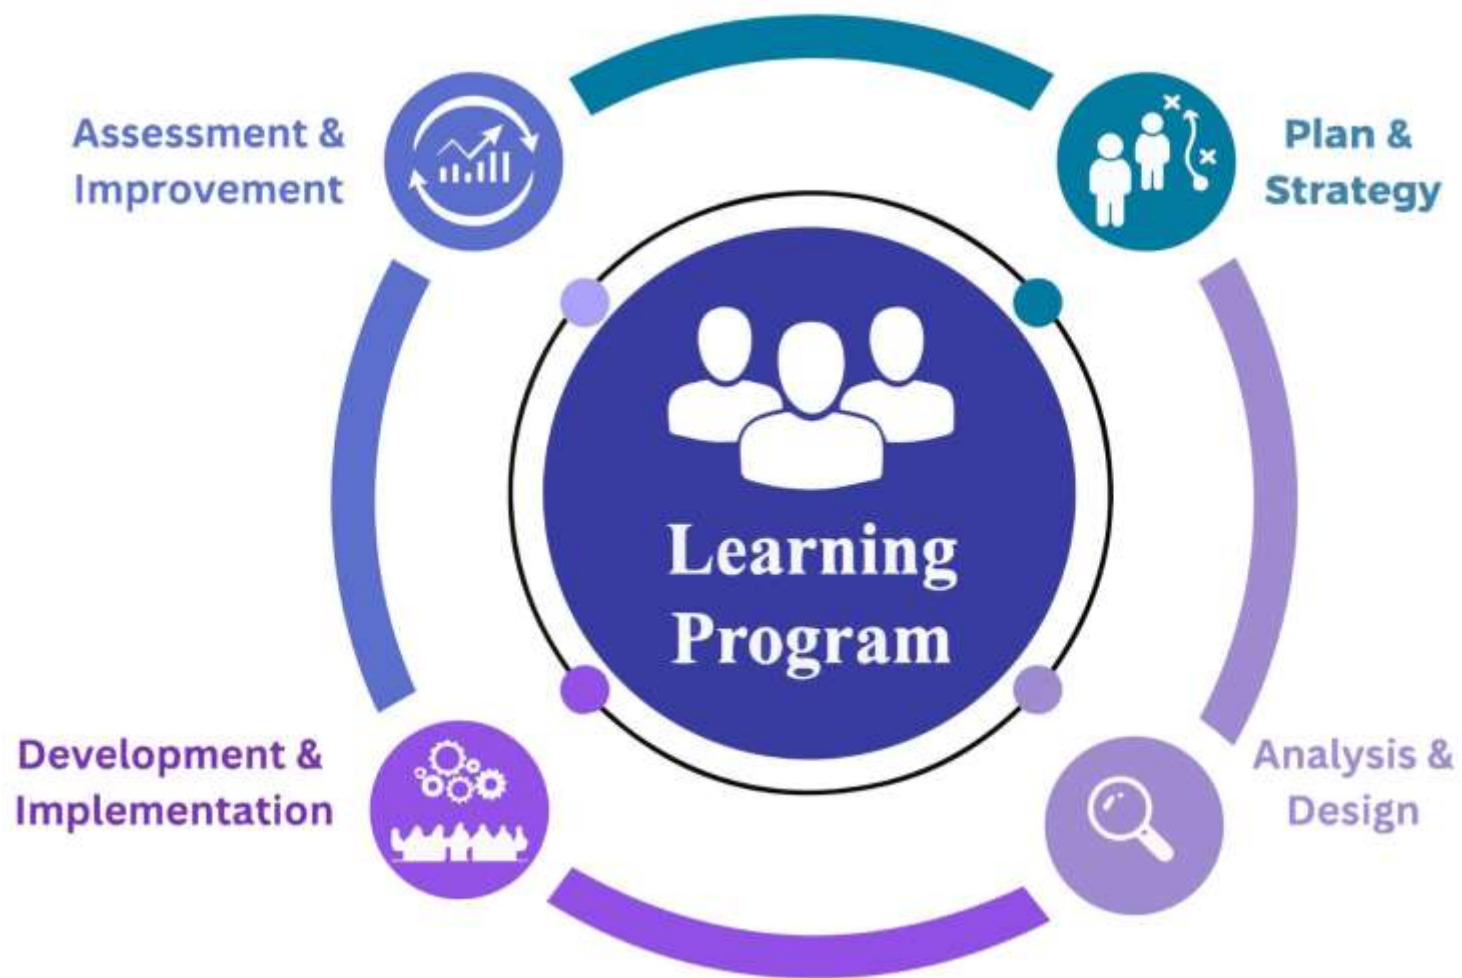 Assessment &
Improvement
Plan &
Strategy
Learning
Program
Development &
Implementation
Analysis &
Design